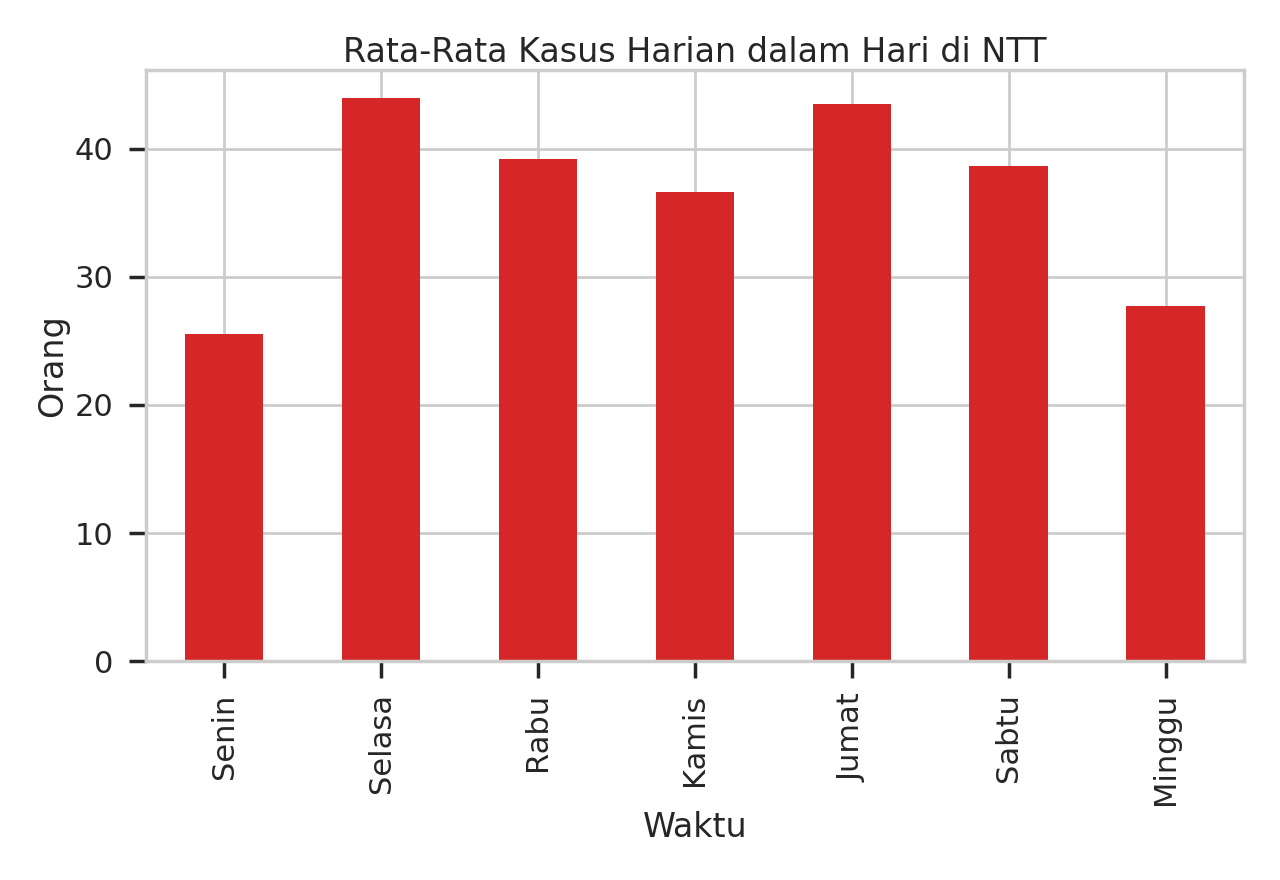 Rata-Rata Kasus Harian dalam Hari di NTT
Orang
40
30
20
10
0
Senin
Selasa
Rabu
Kamis
Jumat
Sabtu
Minggu
Waktu